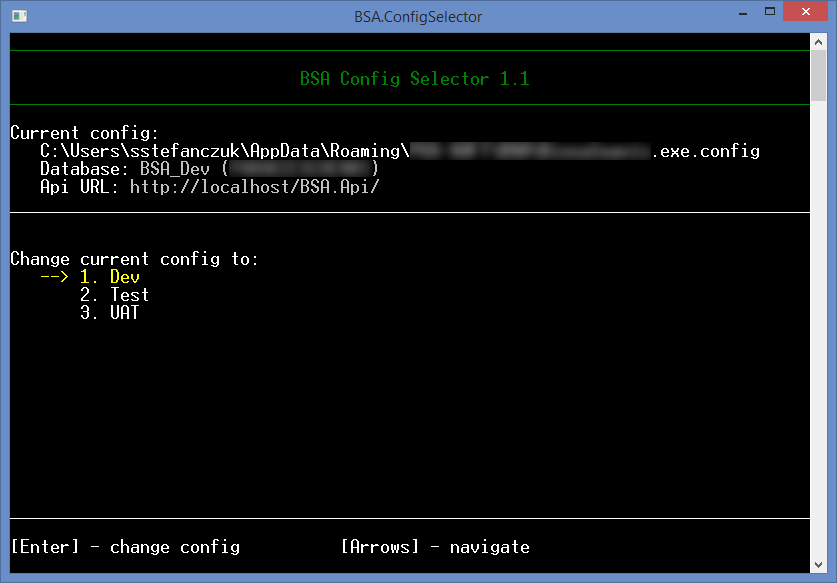 BSA.ConfigSelector
BSA Config Selector 1.1
Current config:
C:\Users\sstefanczuk\AppData\Roaming\ .exe.config
Database: BSA_Dev ( )
Api URL: http://localhost/BSA.Api/
Change current config to:
--> 1. Dev
2. Test
3. UAT
[Enter] - change config [Arrows] - navigate